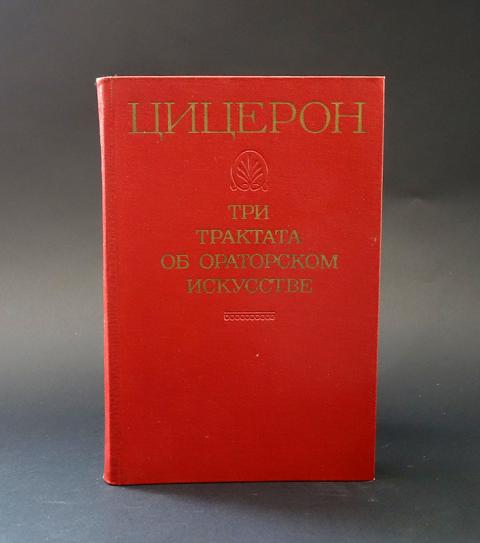 ЦИЦЕРОН
ТРИ
ТРАКТАТА
ОБ ОРАТОРСКОМ
ИСКУССТВЕ